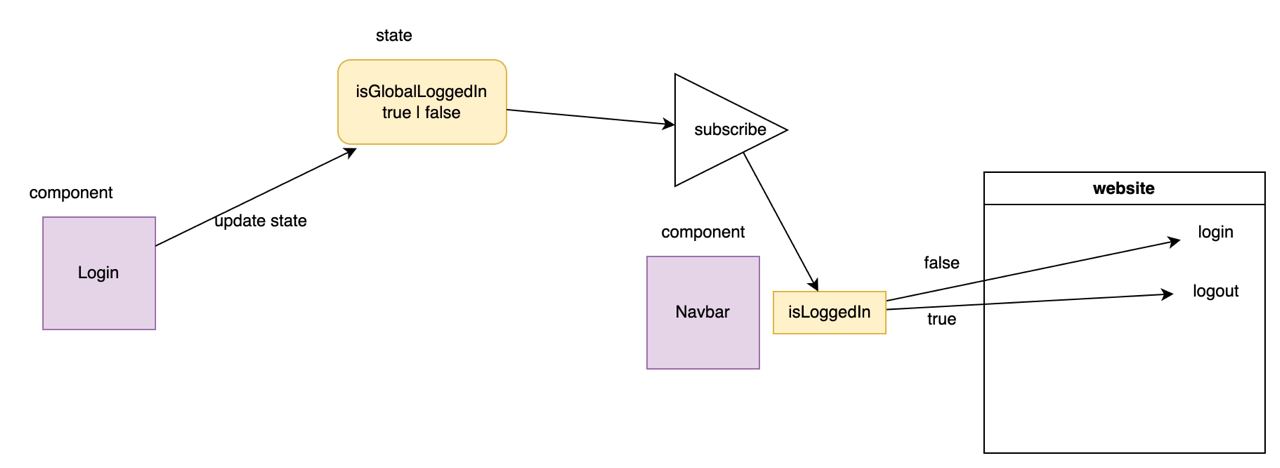 state
isGlobalLoggedIn
true | false
subscribe
component
update state
Login
component
Navbar
isLoggedIn
false
true
website
login
logout